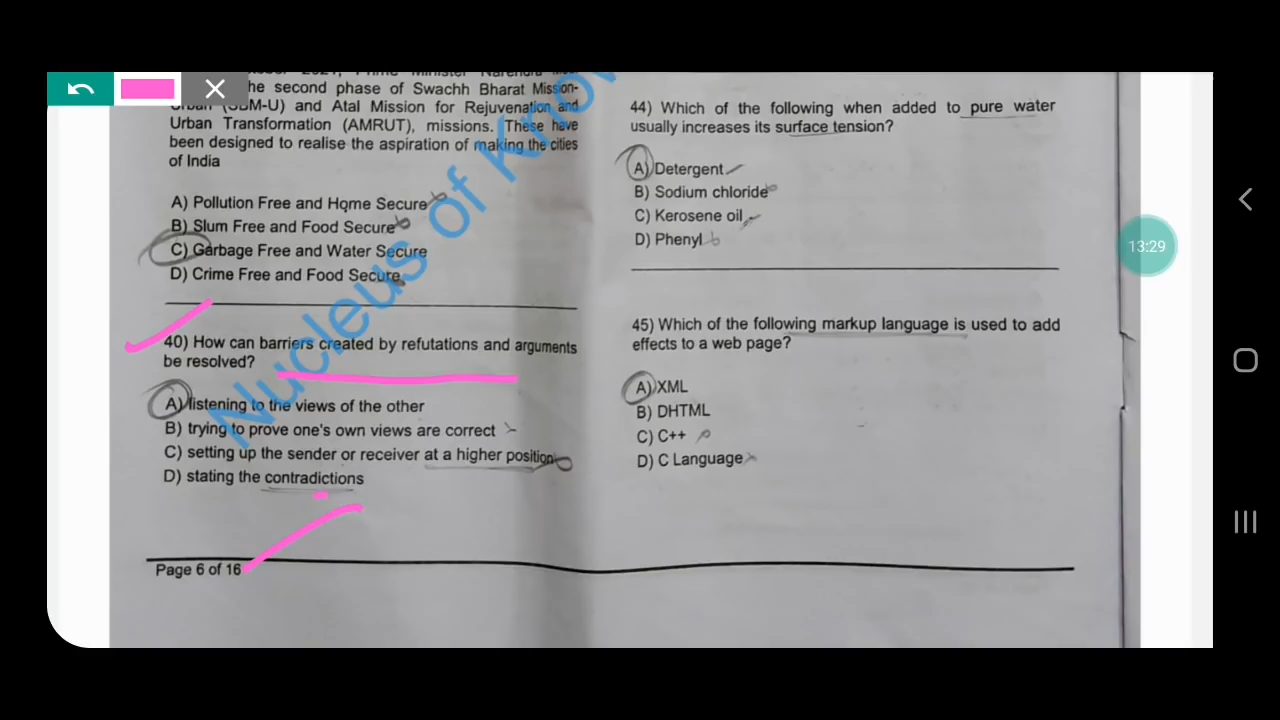 he second phase of Swachh Bharat Mission-
Urban (SBM-U) and Atal Mission for Rejuvenation and
Urban Transformation (AMRUT), missions. These have
been designed to realise the aspiration of making the cities
of India
A) Pollution Free and Home Secure
B) Slum Free and Food Secure
C) Garbage Free and Water Secure
D) Crime Free and Food Secure
40) How can barriers created by refutations and arguments
be resolved?
A) listening to the views of the other
B) trying to prove one's own views are correct
C) setting up the sender or receiver at a higher position
D) stating the contradictions
Page 6 of 16
44) Which of the following when added to pure water
usually increases its surface tension?
A) Detergent
B) Sodium chloride
C) Kerosene oil
D) Phenyl
45) Which of the following markup language is used to add
effects to a web page?
A) XML
B) DHTML
C) C++
D) C Language
Nucleus of Know
13:29